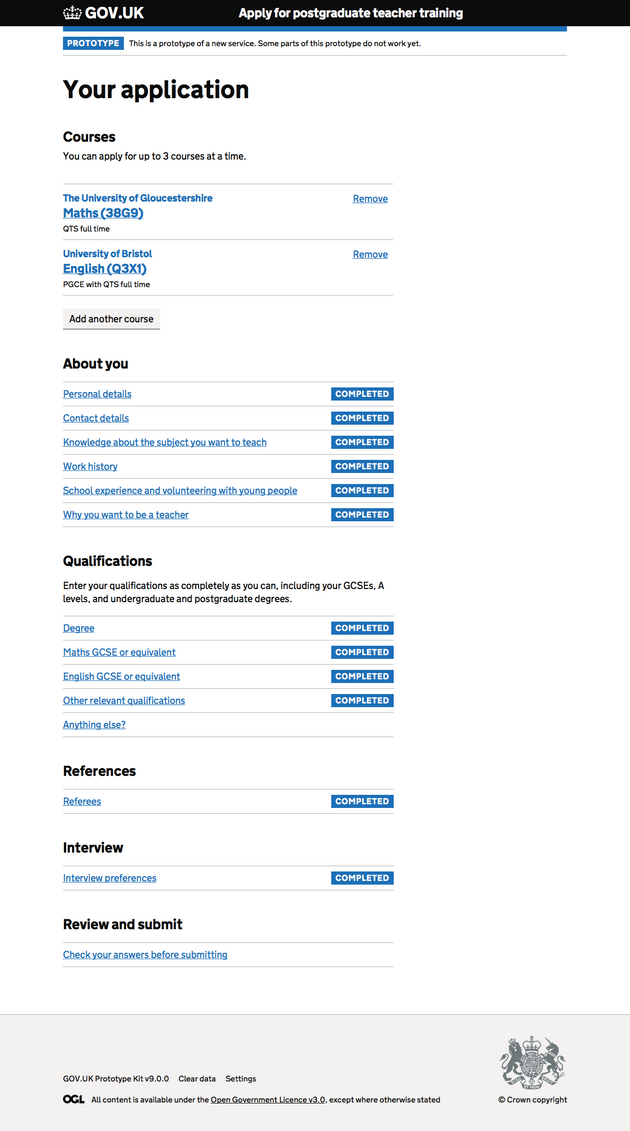 GOV.UK
Apply for postgraduate teacher training
PROTOTYPE This is a prototype of a new service. Some parts of this prototype do not work yet.
Your application
Courses
You can apply for up to 3 courses at a time.
The University of Gloucestershire
Remove
Maths (38G9)
QTS full time
University of Bristol
Remove
English (Q3X1)
PGCE with QTS full time
Add another course
About you
Personal details COMPLETED
Contact details COMPLETED
Knowledge about the subject you want to teach COMPLETED
Work history COMPLETED
School experience and volunteering with young people COMPLETED
Why you want to be a teacher COMPLETED
Qualifications
Enter your qualifications as completely as you can, including your GCSEs, A
levels, and undergraduate and postgraduate degrees.
Degree COMPLETED
Maths GCSE or equivalent COMPLETED
English GCSE or equivalent COMPLETED
Other relevant qualifications COMPLETED
Anything else?
References
Referees COMPLETED
Interview
Interview preferences COMPLETED
Review and submit
Check your answers before submitting
GOV.UK Prototype Kit v9.0.0 Clear data Settings
OGL All content is available under the Open Government Licence v3.0, except where otherwise stated
© Crown copyright